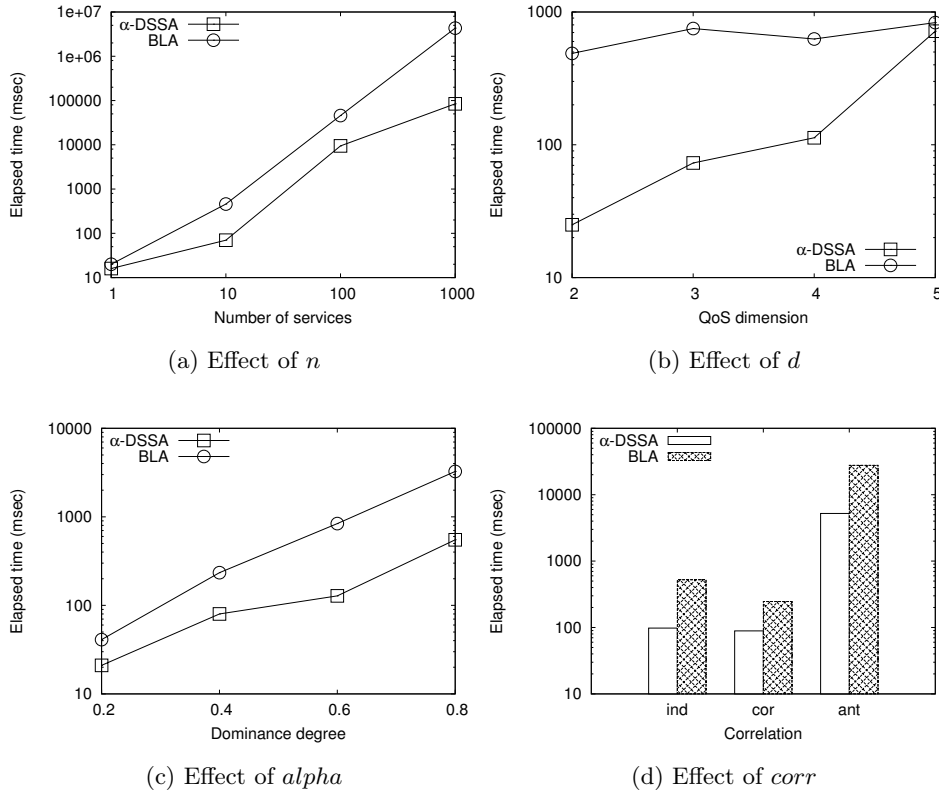 1e+07
1e+06
100000
10000
1000
100
10
1
10
100
1000
Elapsed time (msec)
Number of services
α-DSSA
BLA
(a) Effect of n
1000
100
10
2
3
4
5
Elapsed time (msec)
QoS dimension
α-DSSA
BLA
(b) Effect of d
10000
1000
100
10
0.2
0.4
0.6
0.8
Elapsed time (msec)
Dominance degree
α-DSSA
BLA
(c) Effect of alpha
100000
10000
1000
100
10
ind
cor
ant
Elapsed time (msec)
Correlation
α-DSSA
BLA
(d) Effect of corr